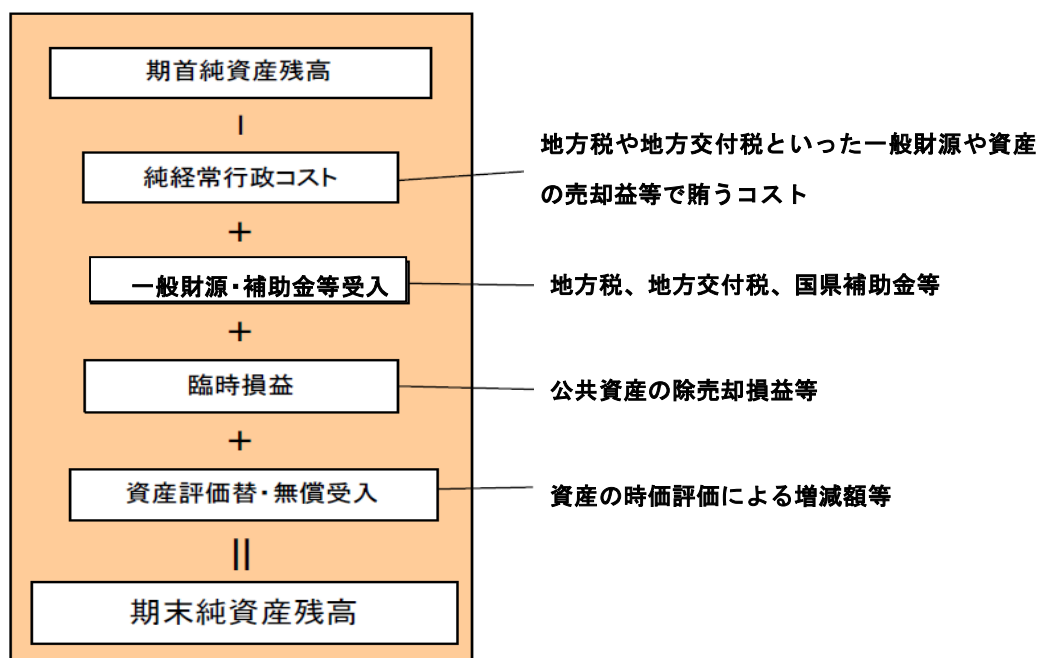 期首純資産残高
－
純経常行政コスト
地方税や地方交付税といった一般財源や資産
の売却益等で賄うコスト
＋
一般財源・補助金等受入
地方税、地方交付税、国県補助金等
＋
臨時損益
公共資産の除売却損益等
＋
資産評価替・無償受入
資産の時価評価による増減額等
＝
期末純資産残高